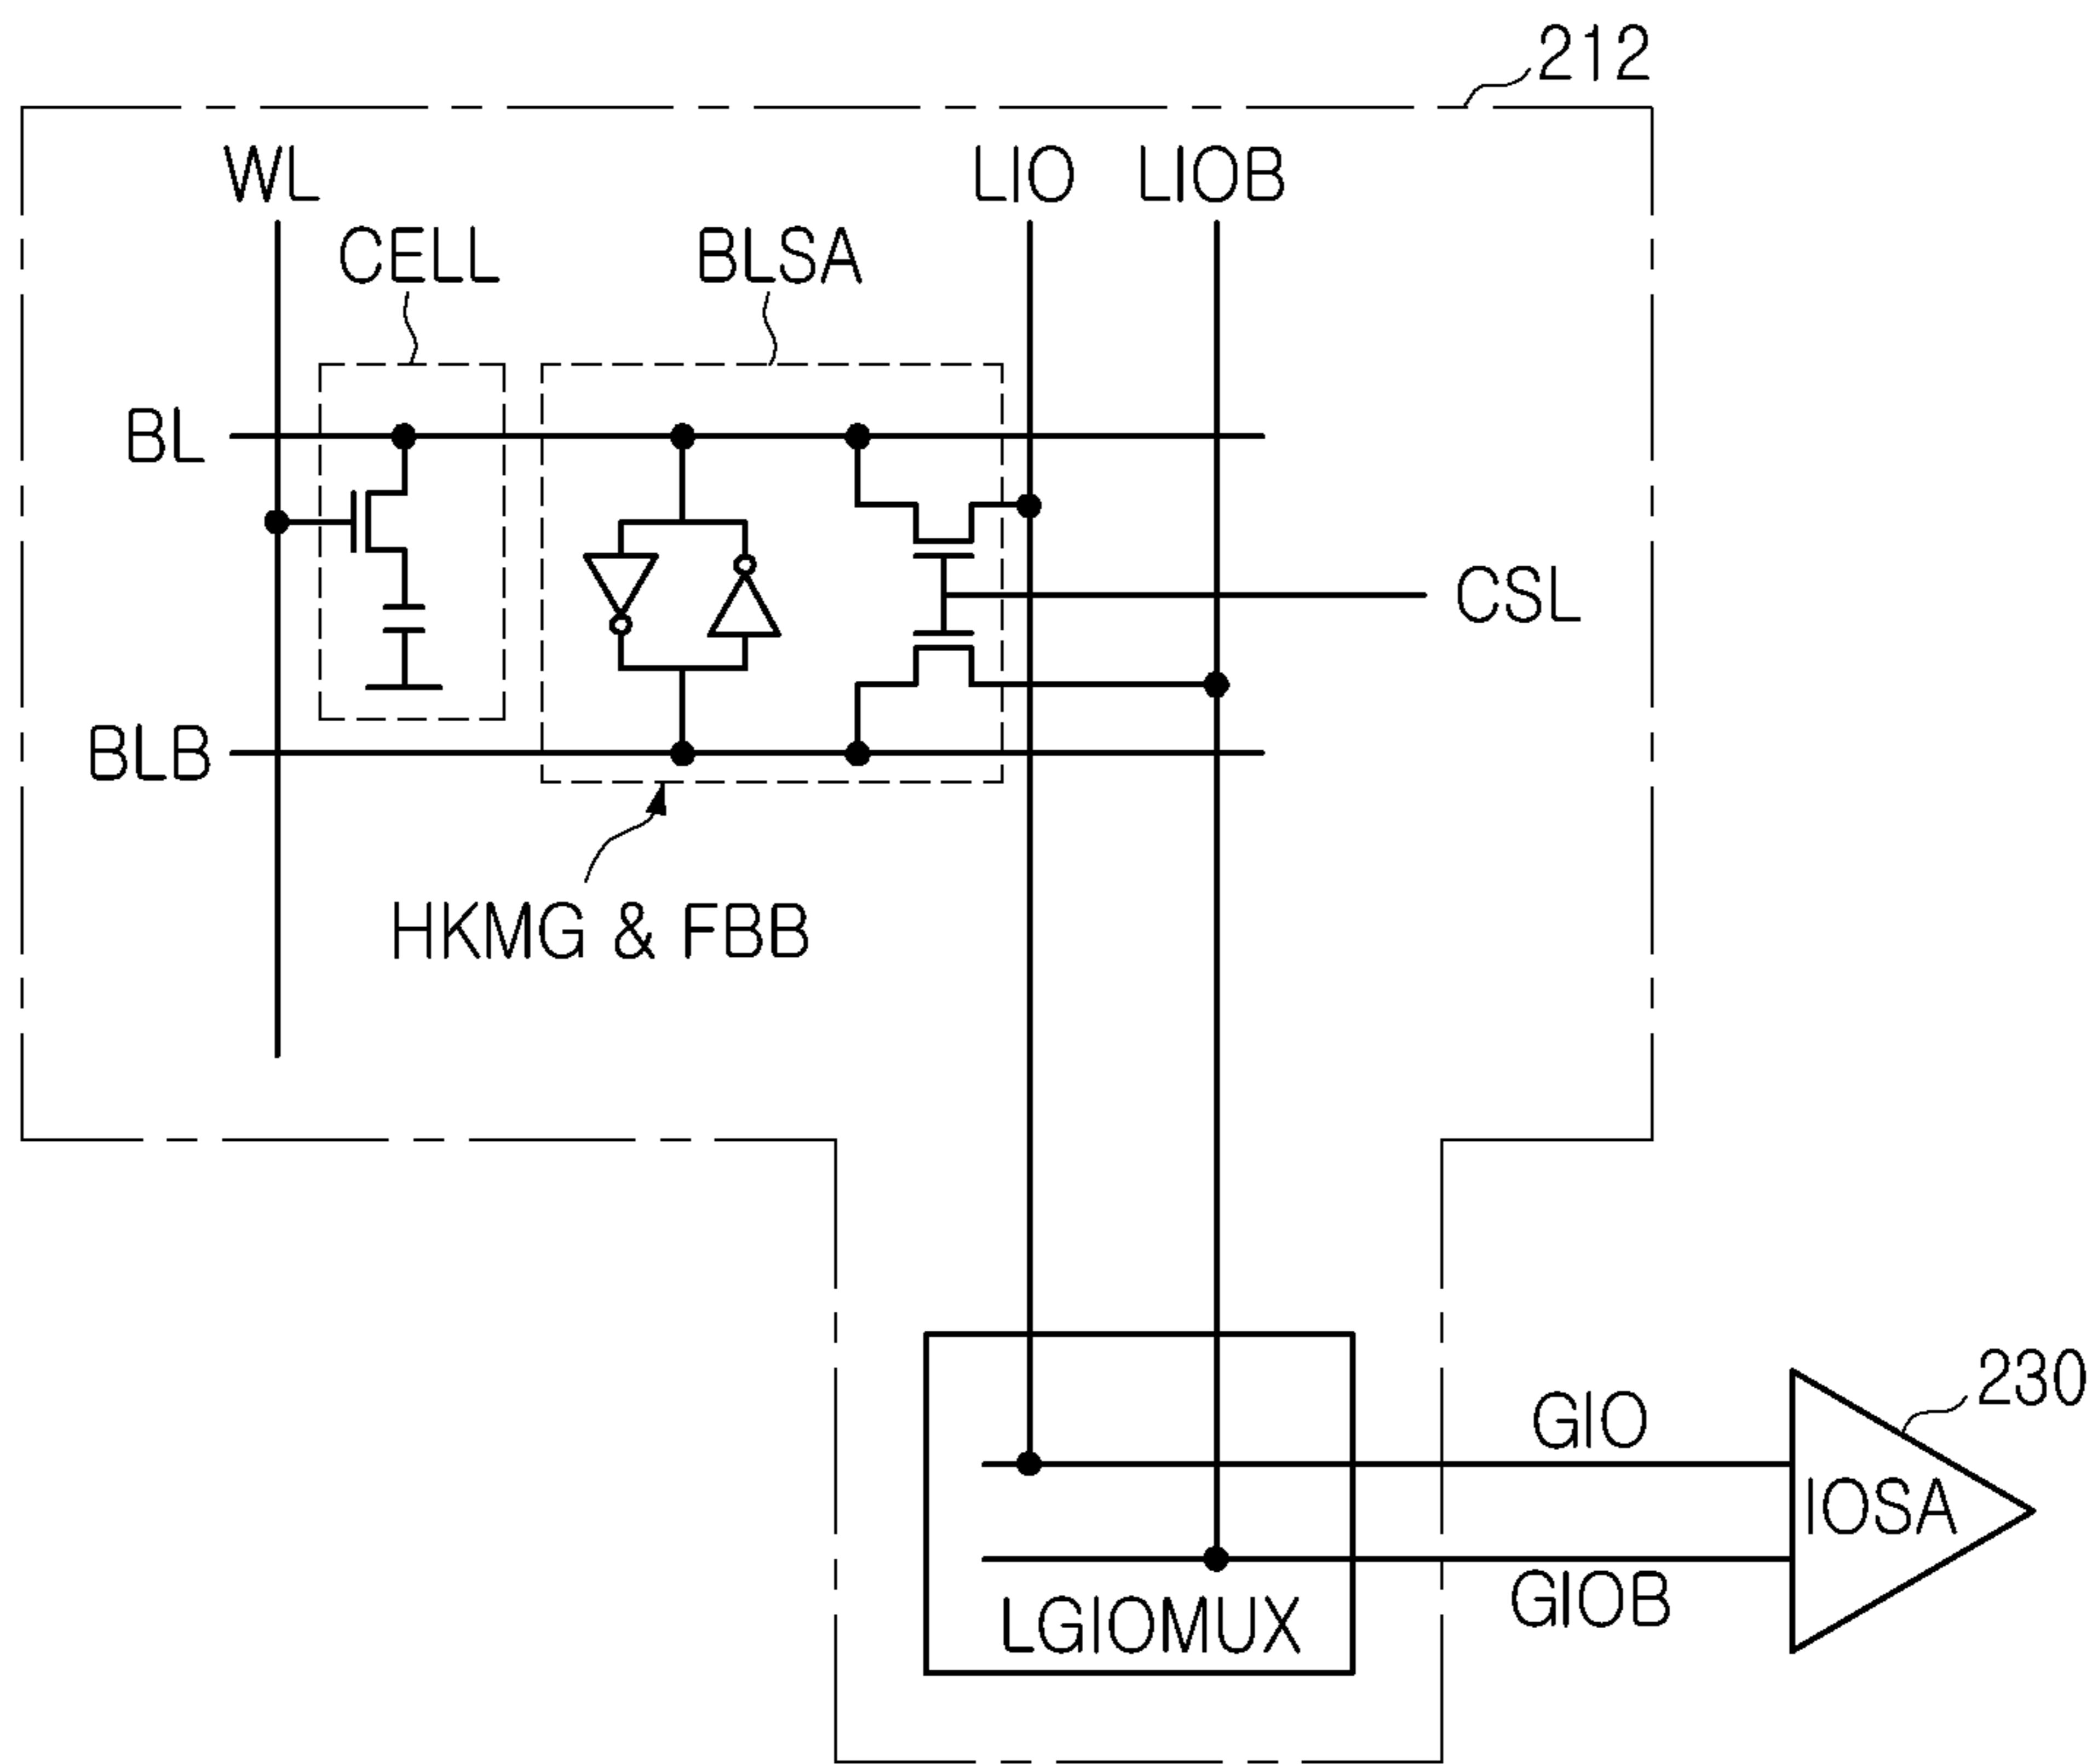 212
WL
LIO LIOB
CELL
BLSA
BL
CSL
BLB
HKMG & FBB
230
GIO
IOSA
GIOB
LGIOMUX